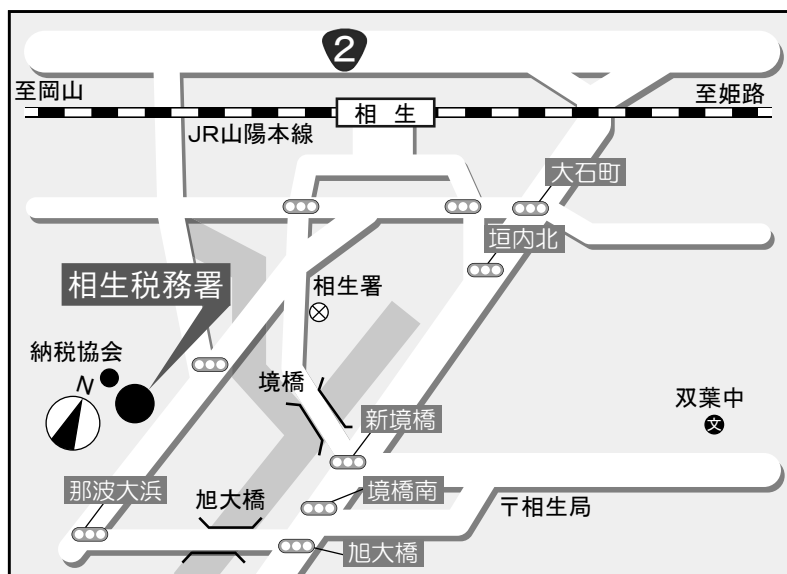 2
至岡山
至姫路
相生
JR山陽本線
大石町
垣内北
相生税務署
相生署
納税協会
N
境橋
新境橋
双葉中
文
那波大浜
旭大橋
境橋南
〒相生局
旭大橋